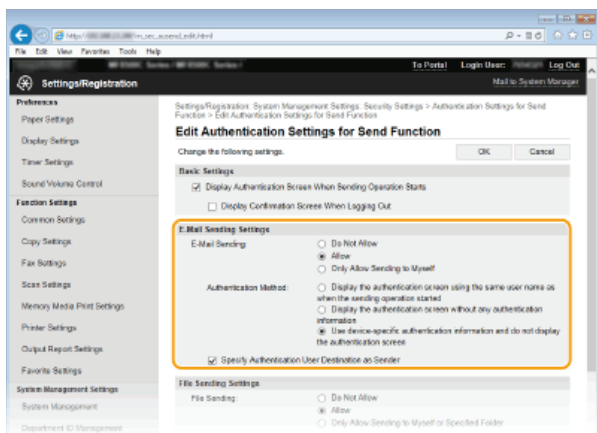 File Edit View Favorites Tools Help
To Portal Login User: Log Out
Settings/Registration
Mail to System Manager
Preferences
Paper Settings
Display Settings
Timer Settings
Sound Volume Control
Function Settings
Common Settings
Copy Settings
Fax Settings
Scan Settings
Memory Media Print Settings
Printer Settings
Output Report Settings
Favorite Settings
System Management Settings
System Management
Department ID Management
Settings/Registration: System Management Settings: Security Settings > Authentication Settings for Send
Function > Edit Authentication Settings for Send Function
Edit Authentication Settings for Send Function
Change the following settings.
OK Cancel
Basic Settings
Display Authentication Screen When Sending Operation Starts
Display Confirmation Screen When Logging Out
E-Mail Sending Settings
E-Mail Sending:
Do Not Allow
Allow
Only Allow Sending to Myself
Authentication Method:
Display the authentication screen using the same user name as
when the sending operation started
Display the authentication screen without any authentication
information
Use device-specific authentication information and do not display
the authentication screen
Specify Authentication User Destination as Sender
File Sending Settings
File Sending:
Do Not Allow
Allow
Only Allow Sending to Myself or Specified Folder